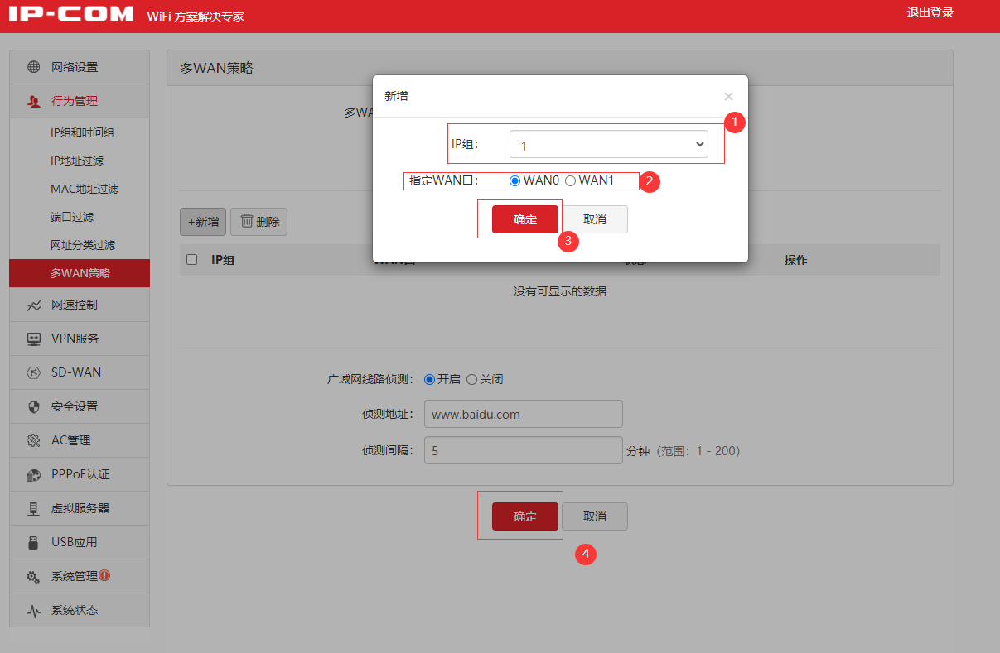 IP-COM WiFi 方案解决专家 退出登录
网络设置
行为管理
IP组和时间组
IP地址过滤
MAC地址过滤
端口过滤
网址分类过滤
多WAN策略
网速控制
VPN服务
SD-WAN
安全设置
AC管理
PPPoE认证
虚拟服务器
USB应用
系统管理
系统状态
多WAN策略
多WA
新增 ×
IP组: 1
1
指定WAN口: WAN0 WAN1
2
确定 取消
3
+新增 删除
IP组 操作
没有可显示的数据
广域网线路侦测: 开启 关闭
侦测地址: www.baidu.com
侦测间隔: 5 分钟 (范围: 1 - 200)
确定 取消
4